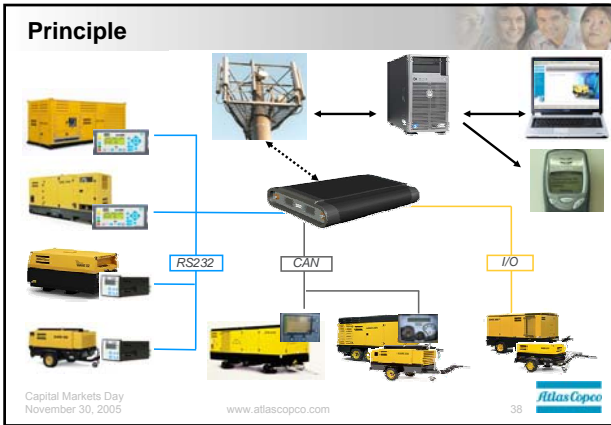 Principle
RS232
CAN
I/O
Capital Markets Day
November 30, 2005
www.atlascopco.com
38
Atlas Copco